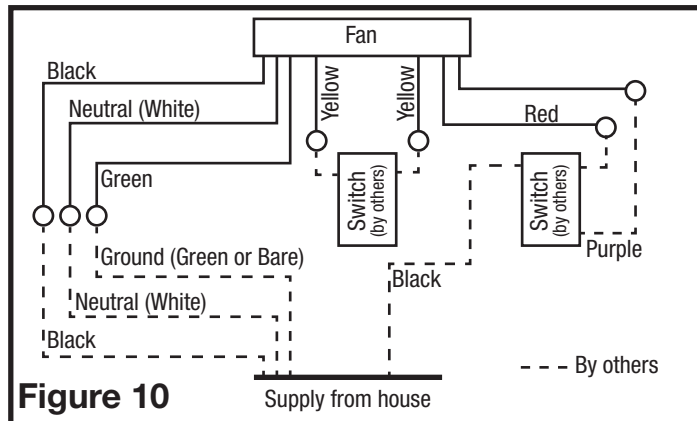 Fan
Black
Neutral (White)
Green
Yellow
Yellow
Red
Switch
(by others)
Switch
(by others)
Purple
Ground (Green or Bare)
Black
Neutral (White)
Black
By others
Figure 10
Supply from house